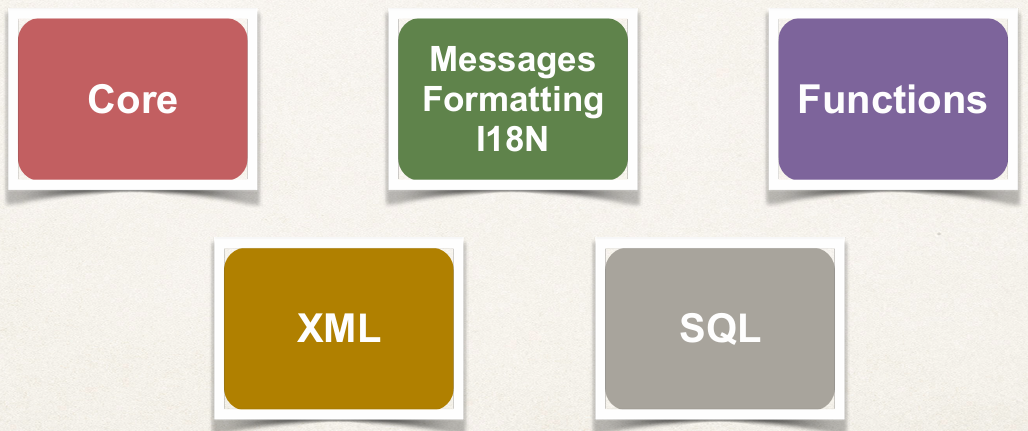 Core
Messages
Formatting
I18N
Functions
XML
SQL